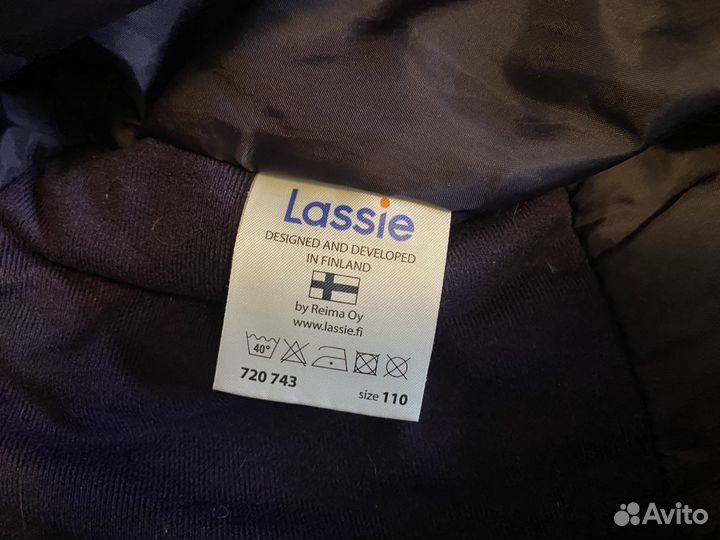 Lassie
DESIGNED AND DEVELOPED
IN FINLAND
by Reima Oy
www.lassie.fi
40°
720 743
size 110
Avito